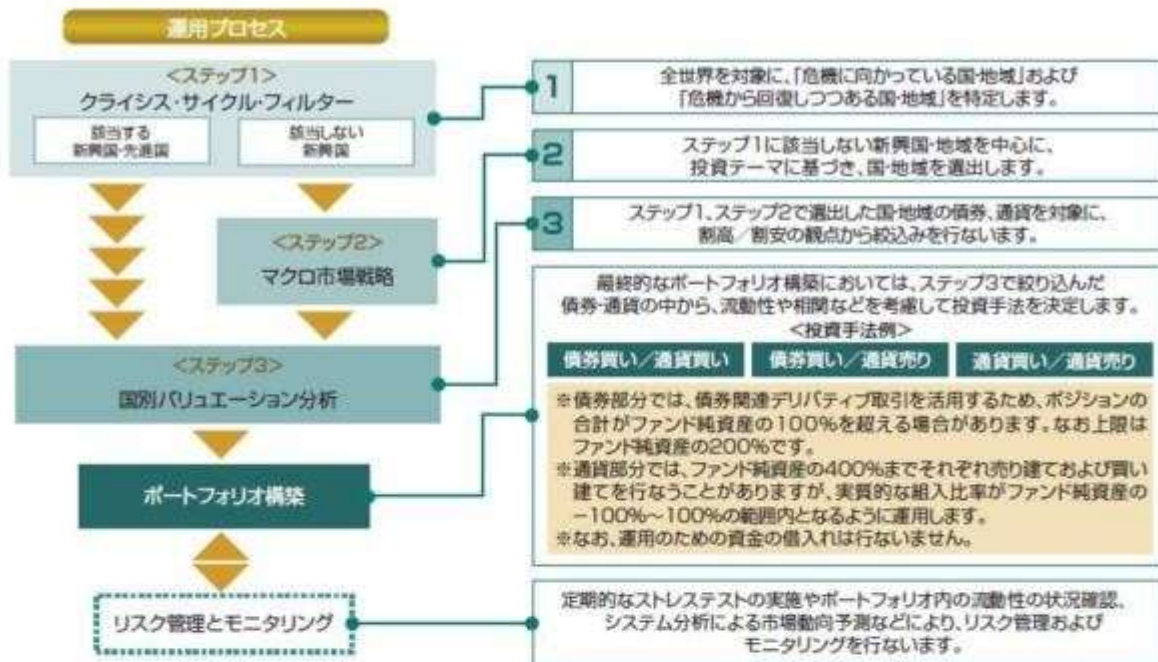 運用プロセス
<ステップ1>
クライシス・サイクル・フィルター
該当する
新興国・先進国
該当しない
新興国
<ステップ2>
マクロ市場戦略
<ステップ3>
国別バリュエーション分析
ポートフォリオ構築
リスク管理とモニタリング
1
全世界を対象に、「危機に向かっている国・地域」および
「危機から回復しつつある国・地域」を特定します。
2
ステップ1に該当しない新興国・地域を中心に、
投資テーマに基づき、国・地域を選出します。
3
ステップ1、ステップ2で選出した国・地域の債券、通貨を対象に、
割高/割安の観点から絞込みを行ないます。
最終的なポートフォリオ構築においては、ステップ3で絞り込んだ
債券・通貨の中から、流動性や相関などを考慮して投資手法を決定します。
<投資手法例>
債券買い/通貨買い
債券買い/通貨売り
通貨買い/通貨売り
※債券部分では、債券関連デリバティブ取引を活用するため、ポジションの
合計がファンド純資産の100%を超える場合があります。なお上限は
ファンド純資産の200%です。
※通貨部分では、ファンド純資産の400%までそれぞれ売り建ておよび買い
建てを行なうことがありますが、実質的な組入比率がファンド純資産の
-100%~100%の範囲内となるように運用します。
※なお、運用のための資金の借入れは行ないません。
定期的なストレステストの実施やポートフォリオ内の流動性の状況確認、
システム分析による市場動向予測などにより、リスク管理および
モニタリングを行ないます。